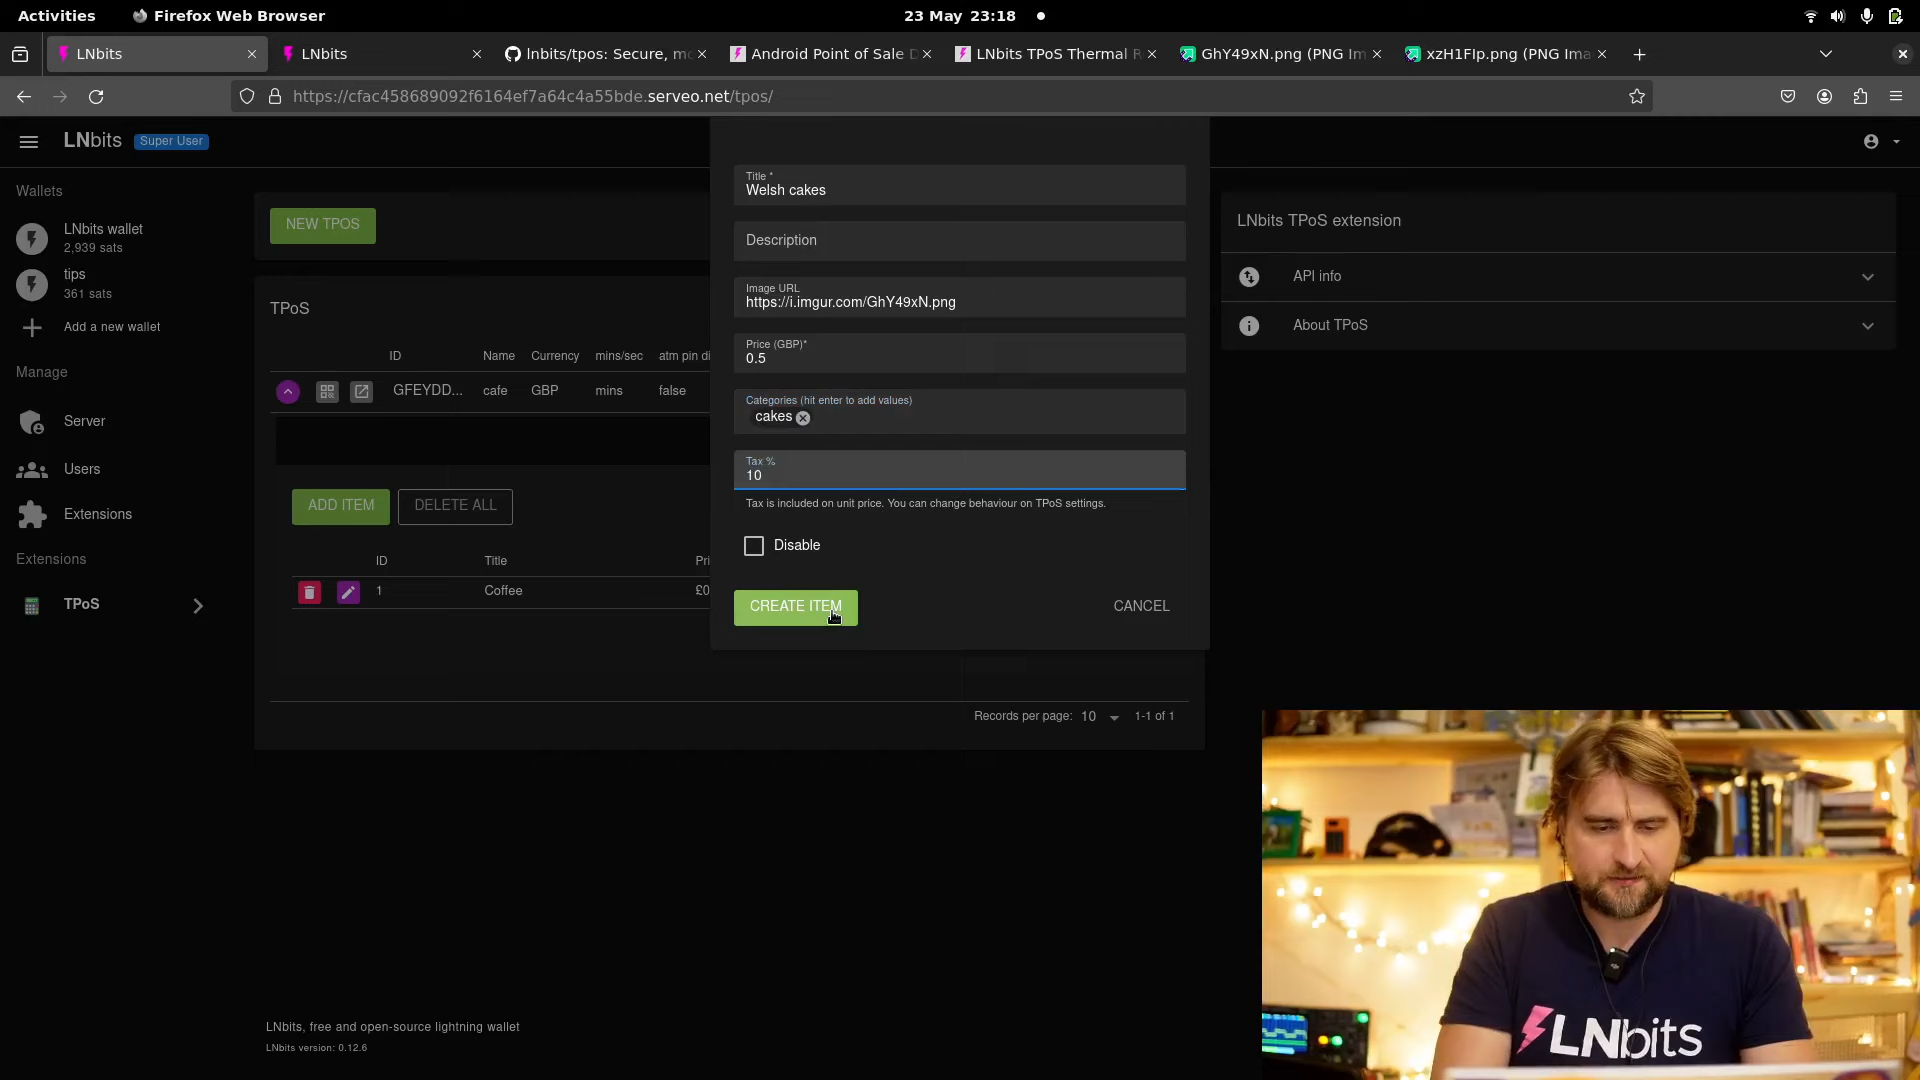 Activities Firefox Web Browser 23 May 23:18
LNbits LNbits lnbits/tpos: Secure, mo Android Point of Sale D LNbits TPoS Thermal R GhY49xN.png (PNG Im xzH1FIp.png (PNG Ima
https://cfac458689092f6164ef7a64c4a55bde.serveo.net/tpos/
LNbits Super User
Wallets
LNbits wallet
2,939 sats
tips
361 sats
Add a new wallet
Manage
Server
Users
Extensions
Extensions
TPoS
NEW TPOS
TPoS
ID Name Currency mins/sec atm pin di
GFEYDD... cafe GBP mins false
ADD ITEM DELETE ALL
ID Title Pri
1 Coffee £0
Records per page: 10 1-1 of 1
Title *
Welsh cakes
Description
Image URL
https://i.imgur.com/GhY49xN.png
Price (GBP)*
0.5
Categories (hit enter to add values)
cakes
Tax %
10
Tax is included on unit price. You can change behaviour on TPoS settings.
Disable
CREATE ITEM CANCEL
LNbits TPoS extension
API info
About TPoS
LNbits, free and open-source lightning wallet
LNbits version: 0.12.6
LNbits